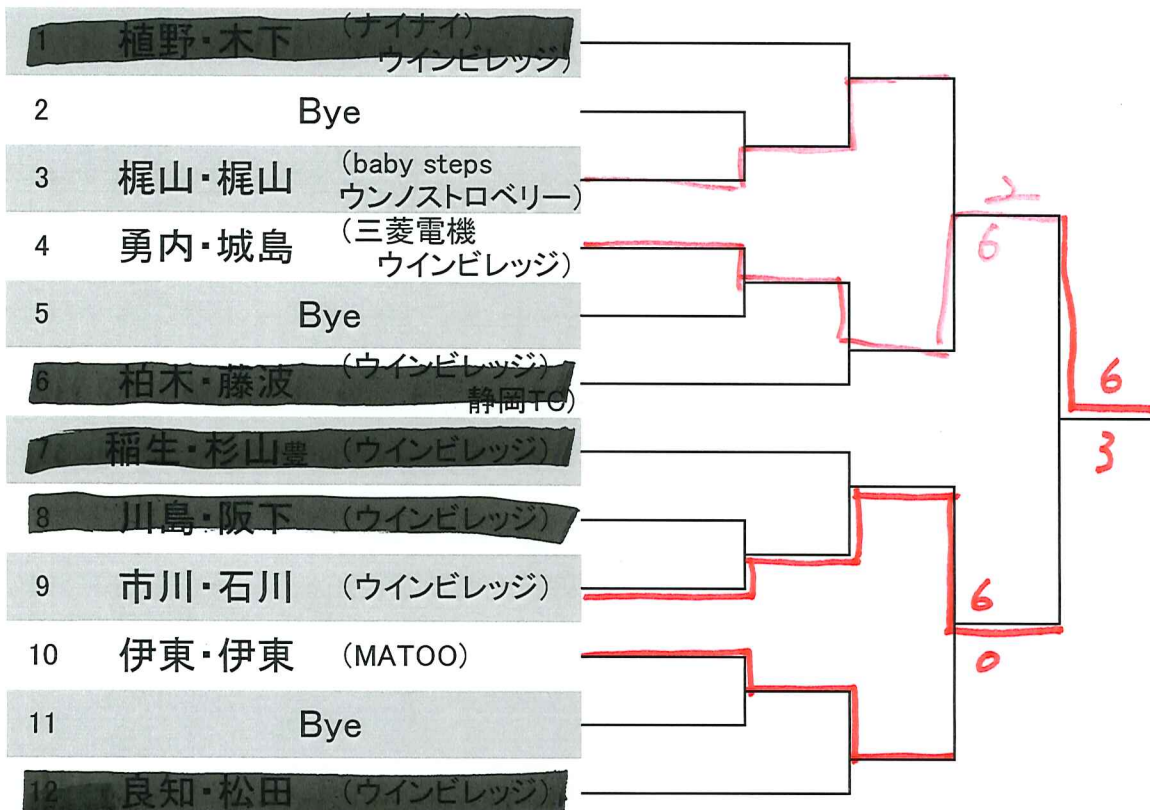 1 植野・木下 (ナイナイ)
ウインビレッジ)
2 Bye
3 梶山・梶山 (baby steps
ウンノストロベリー)
4 勇内・城島 (三菱電機
ウインビレッジ)
5 Bye
6 柏木・藤波 (ウインビレッジ)
静岡TC)
7 稲生・杉山豊 (ウインビレッジ)
8 川島・阪下 (ウインビレッジ)
9 市川・石川 (ウインビレッジ)
10 伊東・伊東 (MATOO)
11 Bye
12 良知・松田 (ウインビレッジ)
2
6
6
3
6
0